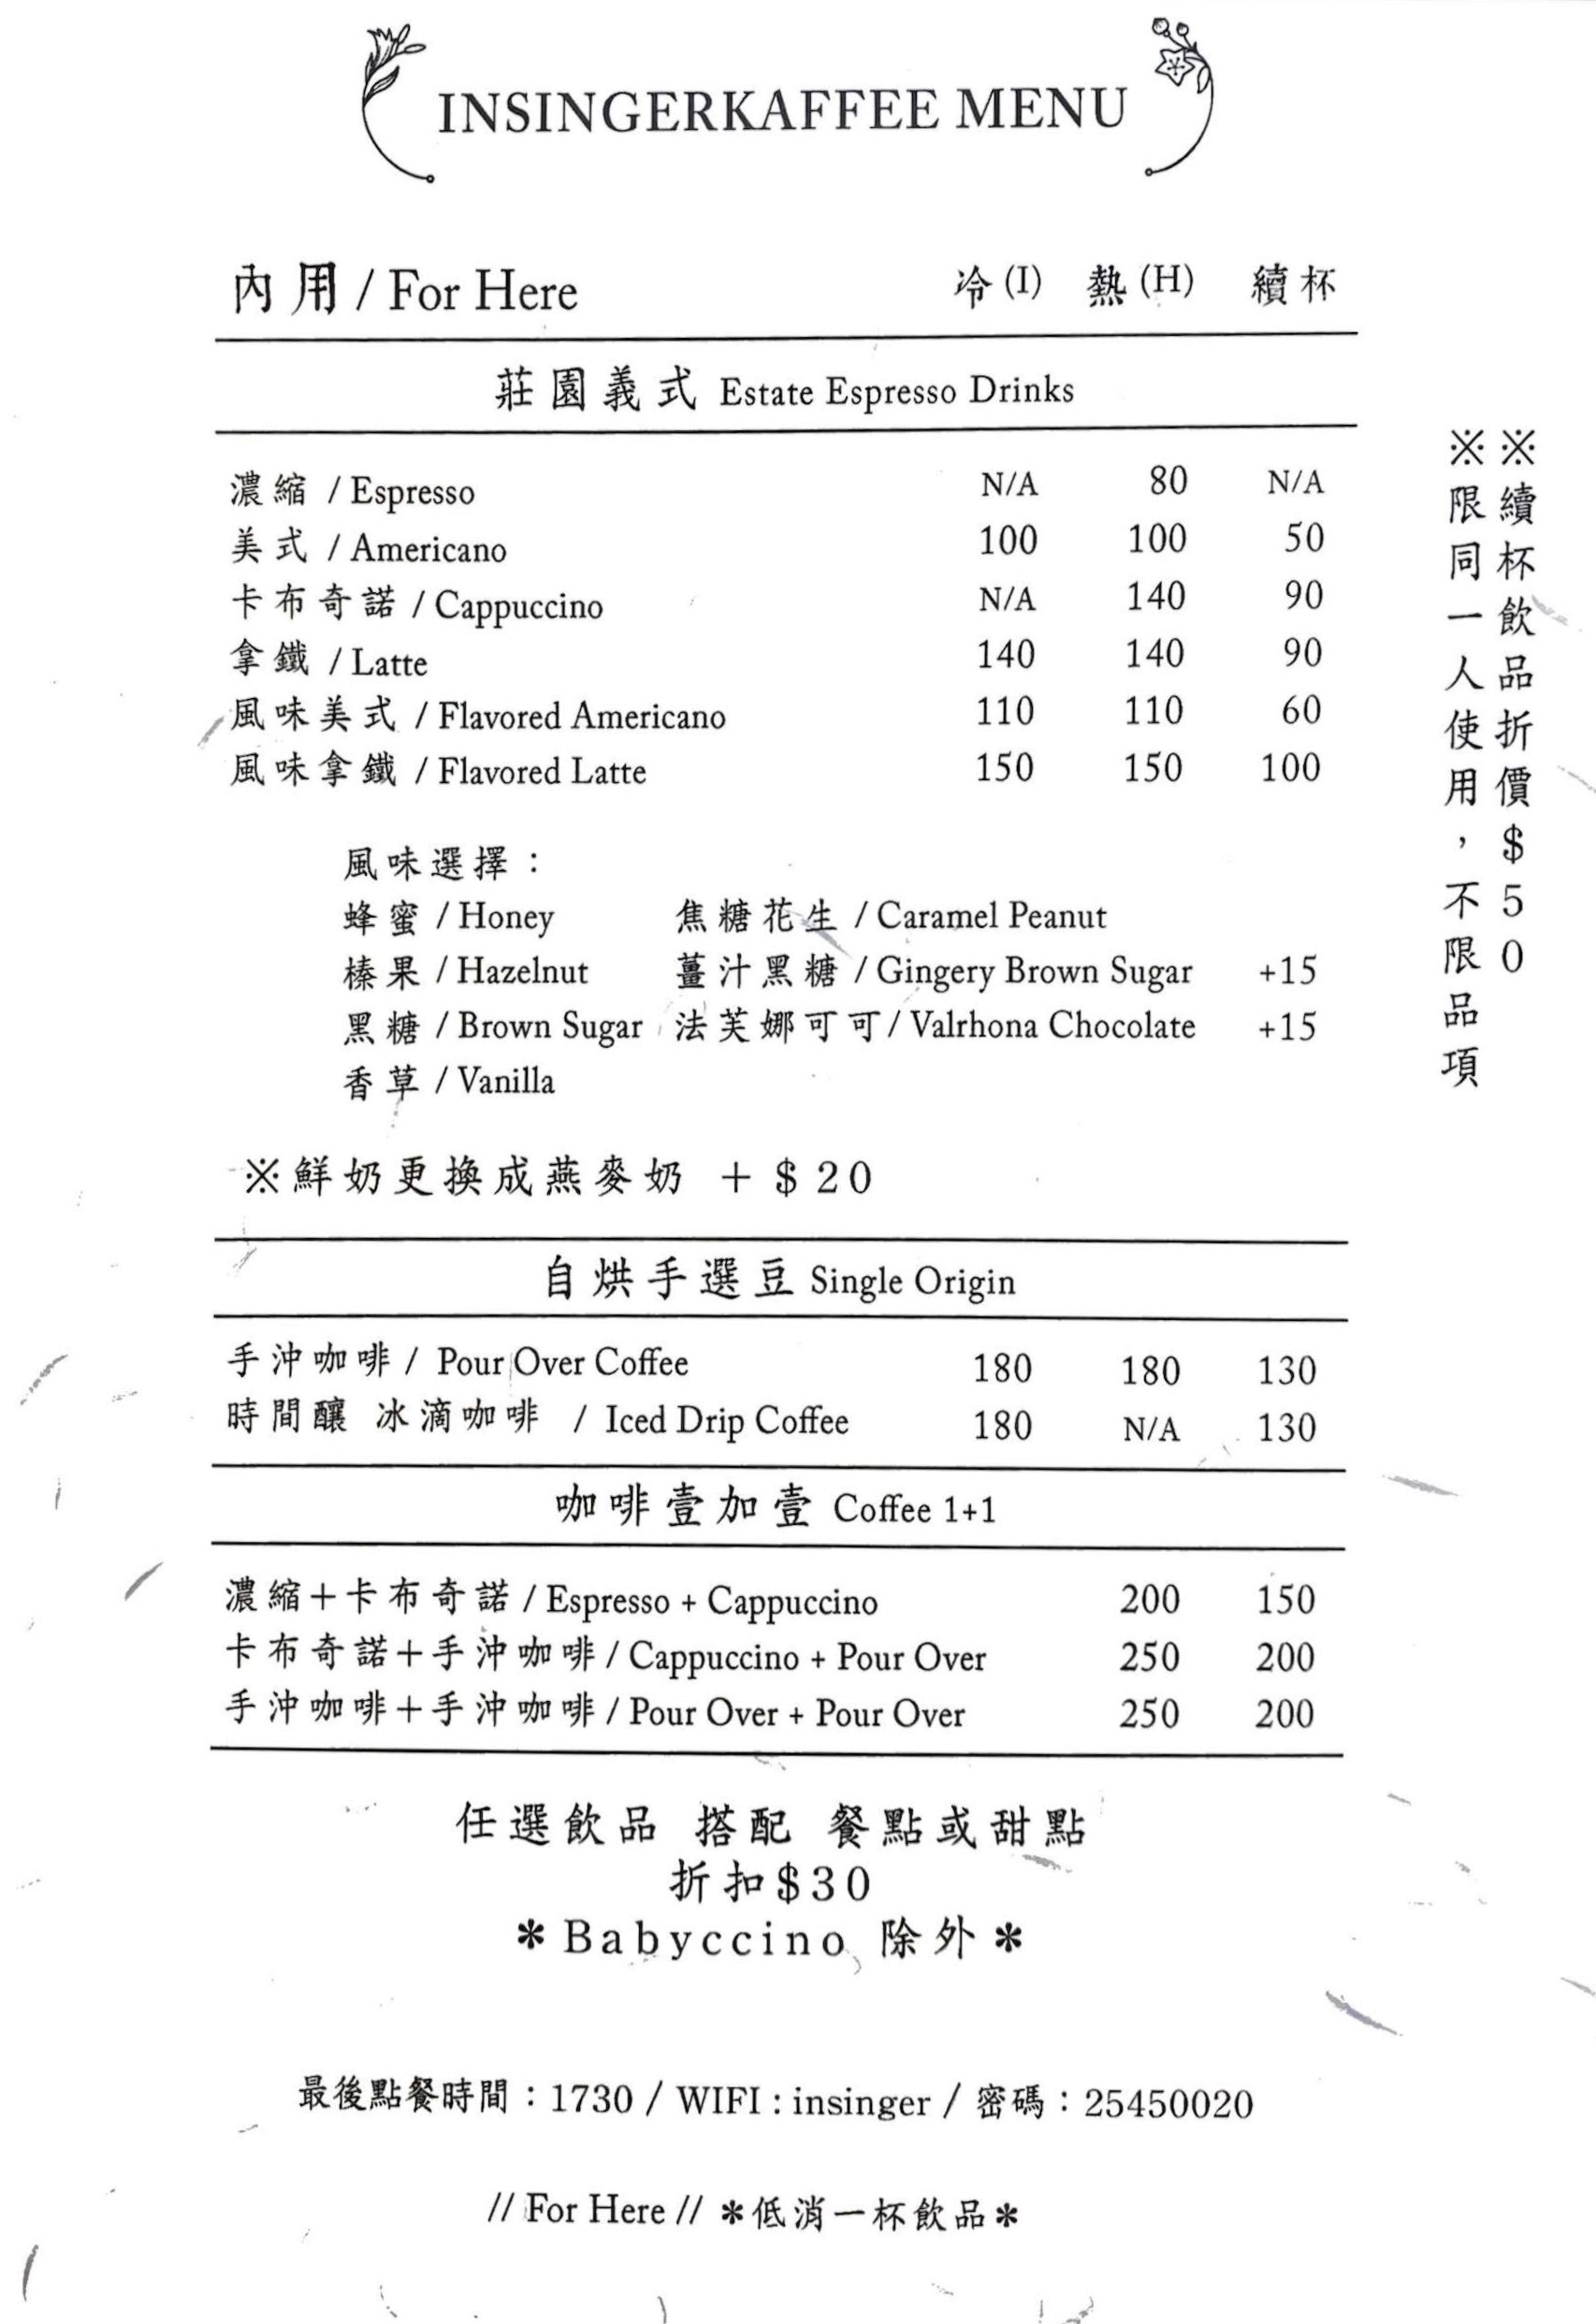 INSINGERKAFFEE MENU
內用 / For Here 冷(I) 熱(H) 續杯
莊園義式 Estate Espresso Drinks
濃縮 / Espresso N/A 80 N/A
美式 / Americano 100 100 50
卡布奇諾 / Cappuccino N/A 140 90
拿鐵 / Latte 140 140 90
風味美式 / Flavored Americano 110 110 60
風味拿鐵 / Flavored Latte 150 150 100
風味選擇：
蜂蜜 / Honey 焦糖花生 / Caramel Peanut
榛果 / Hazelnut 薑汁黑糖 / Gingery Brown Sugar +15
黑糖 / Brown Sugar 法芙娜可可 / Valrhona Chocolate +15
香草 / Vanilla
※鮮奶更換成燕麥奶 + $20
※續杯飲品折價$50
※限同一人使用，不限品項
自烘手選豆 Single Origin
手沖咖啡 / Pour Over Coffee 180 180 130
時間釀 冰滴咖啡 / Iced Drip Coffee 180 N/A 130
咖啡壹加壹 Coffee 1+1
濃縮＋卡布奇諾 / Espresso + Cappuccino 200 150
卡布奇諾＋手沖咖啡 / Cappuccino + Pour Over 250 200
手沖咖啡＋手沖咖啡 / Pour Over + Pour Over 250 200
任選飲品 搭配 餐點或甜點
折扣$30
＊Babyccino 除外＊
最後點餐時間：1730 / WIFI : insinger / 密碼：25450020
// For Here // ＊低消一杯飲品＊